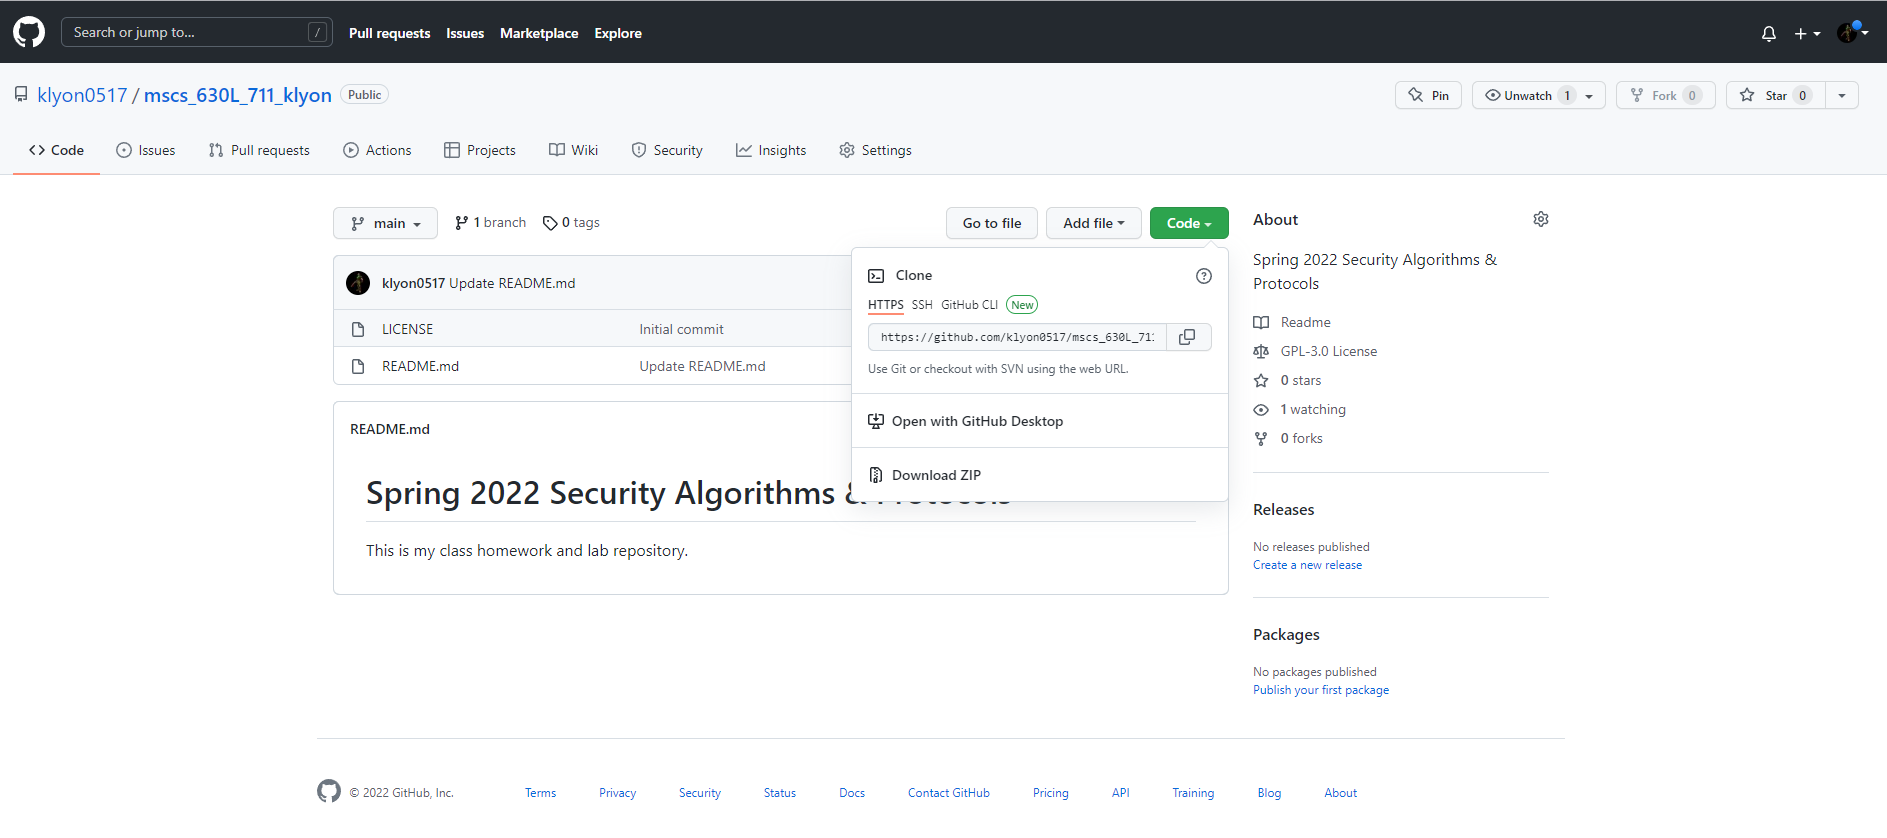 Search or jump to... /
Pull requests Issues Marketplace Explore
klyon0517 / mscs_630L_711_klyon Public
Pin Unwatch 1 Fork 0 Star 0
Code Issues Pull requests Actions Projects Wiki Security Insights Settings
main 1 branch 0 tags Go to file Add file Code
klyon0517 Update README.md
LICENSE Initial commit
README.md Update README.md
Clone
HTTPS SSH GitHub CLI New
https://github.com/klyon0517/mscs_630L_711
Use Git or checkout with SVN using the web URL.
Open with GitHub Desktop
Download ZIP
README.md
Spring 2022 Security Algorithms & Protocols
This is my class homework and lab repository.
About
Spring 2022 Security Algorithms &
Protocols
Readme
GPL-3.0 License
0 stars
1 watching
0 forks
Releases
No releases published
Create a new release
Packages
No packages published
Publish your first package
© 2022 GitHub, Inc. Terms Privacy Security Status Docs Contact GitHub Pricing API Training Blog About